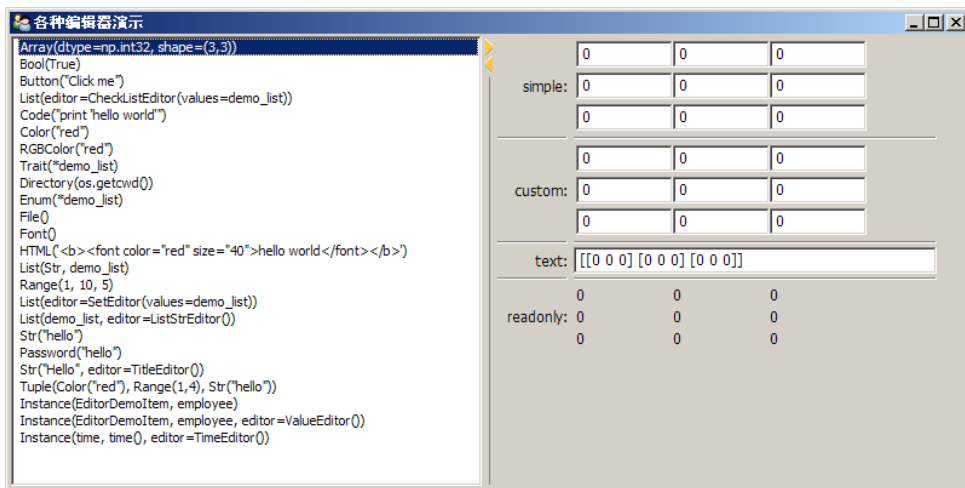 各种编辑器演示
Array(dtype=np.int32, shape=(3,3))
Bool(True)
Button("Click me")
List(editor=CheckListEditor(values=demo_list))
Code("print 'hello world'")
Color("red")
RGBColor("red")
Trait(*demo_list)
Directory(os.getcwd())
Enum(*demo_list)
File()
Font()
HTML('<b><font color="red" size="40">hello world</font></b>')
List(Str, demo_list)
Range(1, 10, 5)
List(editor=SetEditor(values=demo_list))
List(demo_list, editor=ListStrEditor())
Str("hello")
Password("hello")
Str("Hello", editor=TitleEditor())
Tuple(Color("red"), Range(1,4), Str("hello"))
Instance(EditorDemoItem, employee)
Instance(EditorDemoItem, employee, editor=ValueEditor())
Instance(time, time(), editor=TimeEditor())
0 0 0
simple: 0 0 0
0 0 0
0 0 0
custom: 0 0 0
0 0 0
text: [[0 0 0] [0 0 0] [0 0 0]]
0 0 0
readonly: 0 0 0
0 0 0